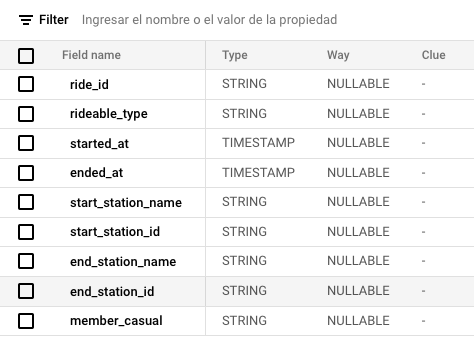 Filter Ingresar el nombre o el valor de la propiedad
Field name Type Way Clue
ride_id STRING NULLABLE -
rideable_type STRING NULLABLE -
started_at TIMESTAMP NULLABLE -
ended_at TIMESTAMP NULLABLE -
start_station_name STRING NULLABLE -
start_station_id STRING NULLABLE -
end_station_name STRING NULLABLE -
end_station_id STRING NULLABLE -
member_casual STRING NULLABLE -